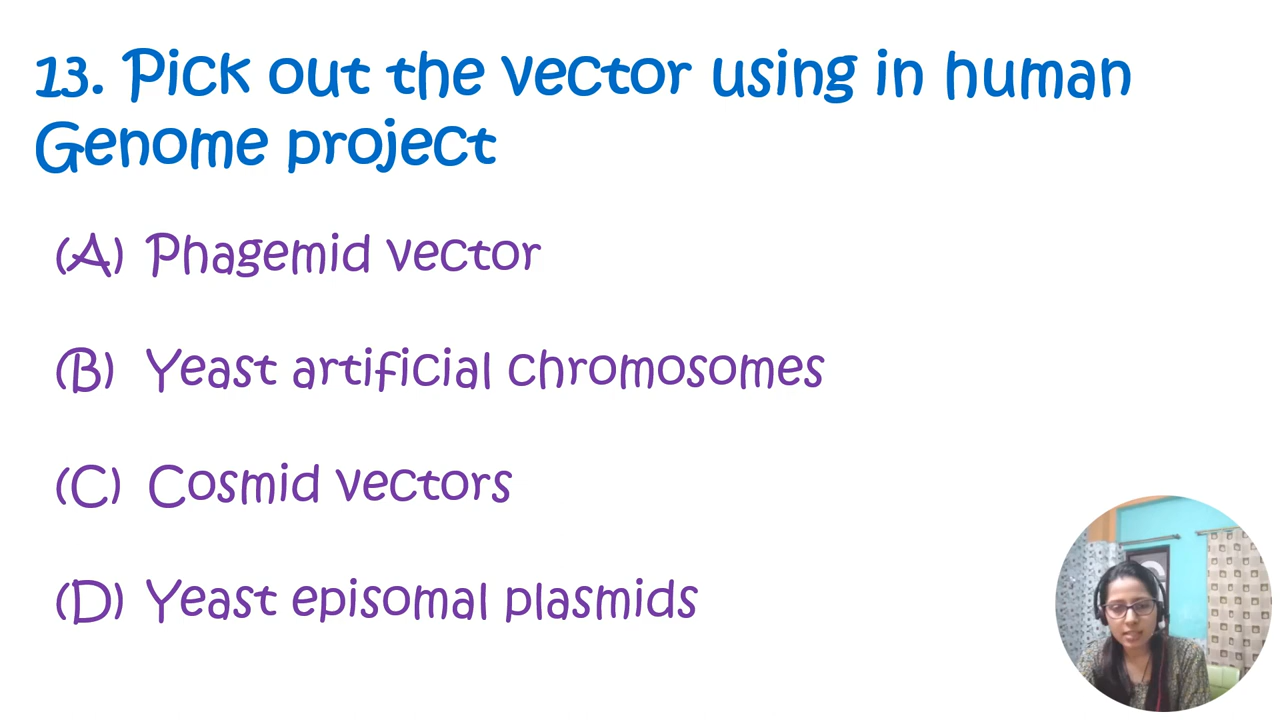 13. Pick out the vector using in human
Genome project
(A) Phagemid vector
(B) Yeast artificial chromosomes
(C) Cosmid vectors
(D) Yeast episomal plasmids